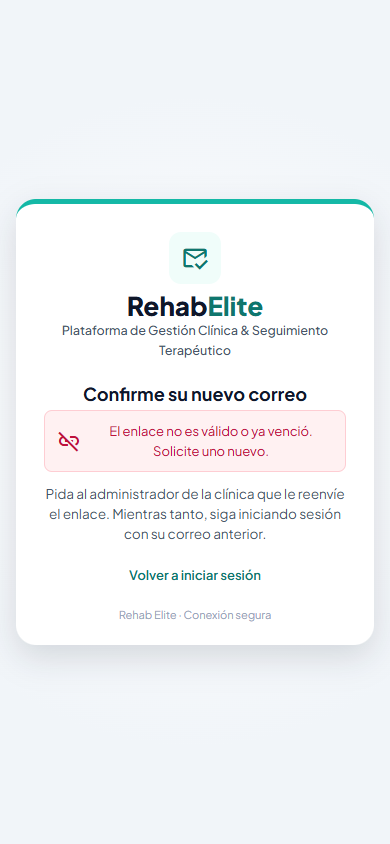 RehabElite
Plataforma de Gestión Clínica & Seguimiento
Terapéutico
Confirme su nuevo correo
El enlace no es válido o ya venció.
Solicite uno nuevo.
Pida al administrador de la clínica que le reenvíe
el enlace. Mientras tanto, siga iniciando sesión
con su correo anterior.
Volver a iniciar sesión
Rehab Elite · Conexión segura